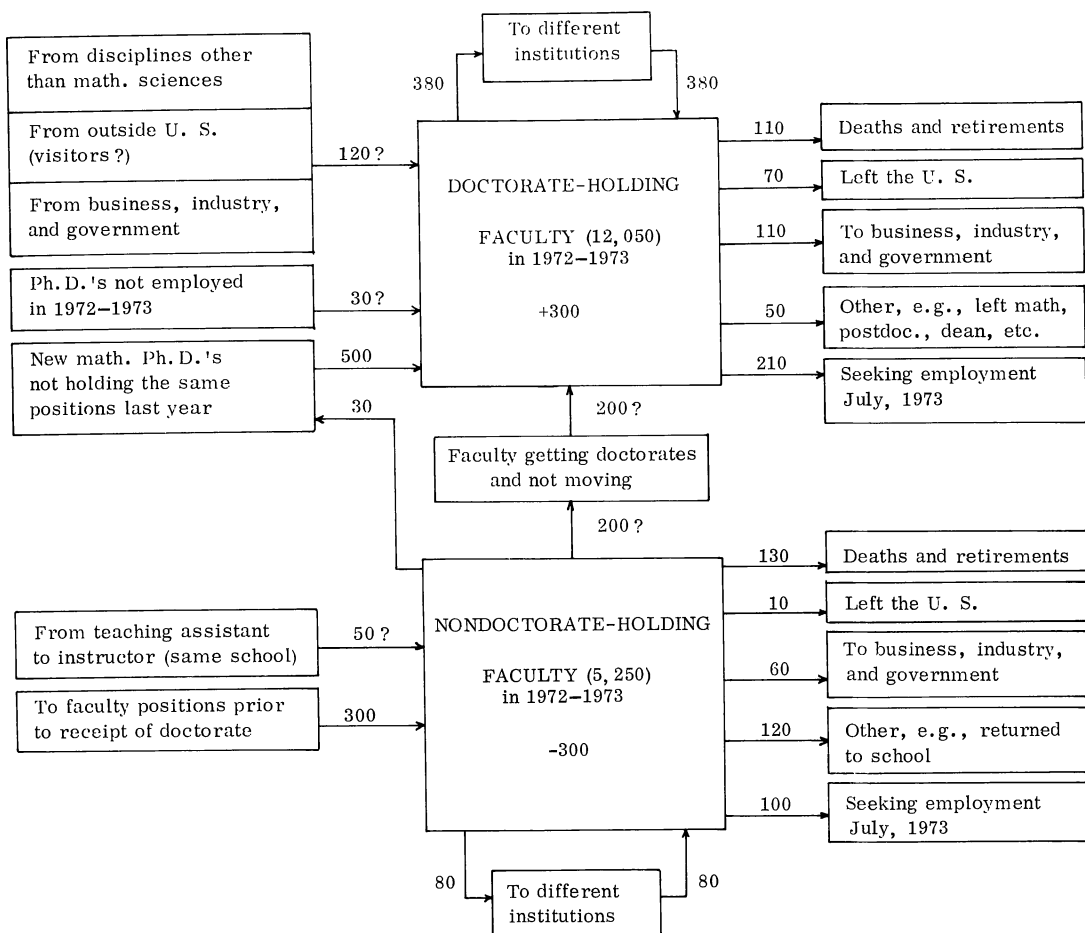 To different
institutions
380
380
From disciplines other
than math. sciences
From outside U. S.
(visitors ?)
From business, industry,
and government
120 ?
Ph. D.'s not employed
in 1972–1973
30 ?
New math. Ph. D.'s
not holding the same
positions last year
500
30
DOCTORATE-HOLDING
FACULTY (12, 050)
in 1972–1973
+300
110
Deaths and retirements
70
Left the U. S.
110
To business, industry,
and government
50
Other, e.g., left math,
postdoc., dean, etc.
210
Seeking employment
July, 1973
200 ?
Faculty getting doctorates
and not moving
200 ?
From teaching assistant
to instructor (same school)
50 ?
To faculty positions prior
to receipt of doctorate
300
NONDOCTORATE-HOLDING
FACULTY (5, 250)
in 1972–1973
-300
130
Deaths and retirements
10
Left the U. S.
60
To business, industry,
and government
120
Other, e.g., returned
to school
100
Seeking employment
July, 1973
80
80
To different
institutions